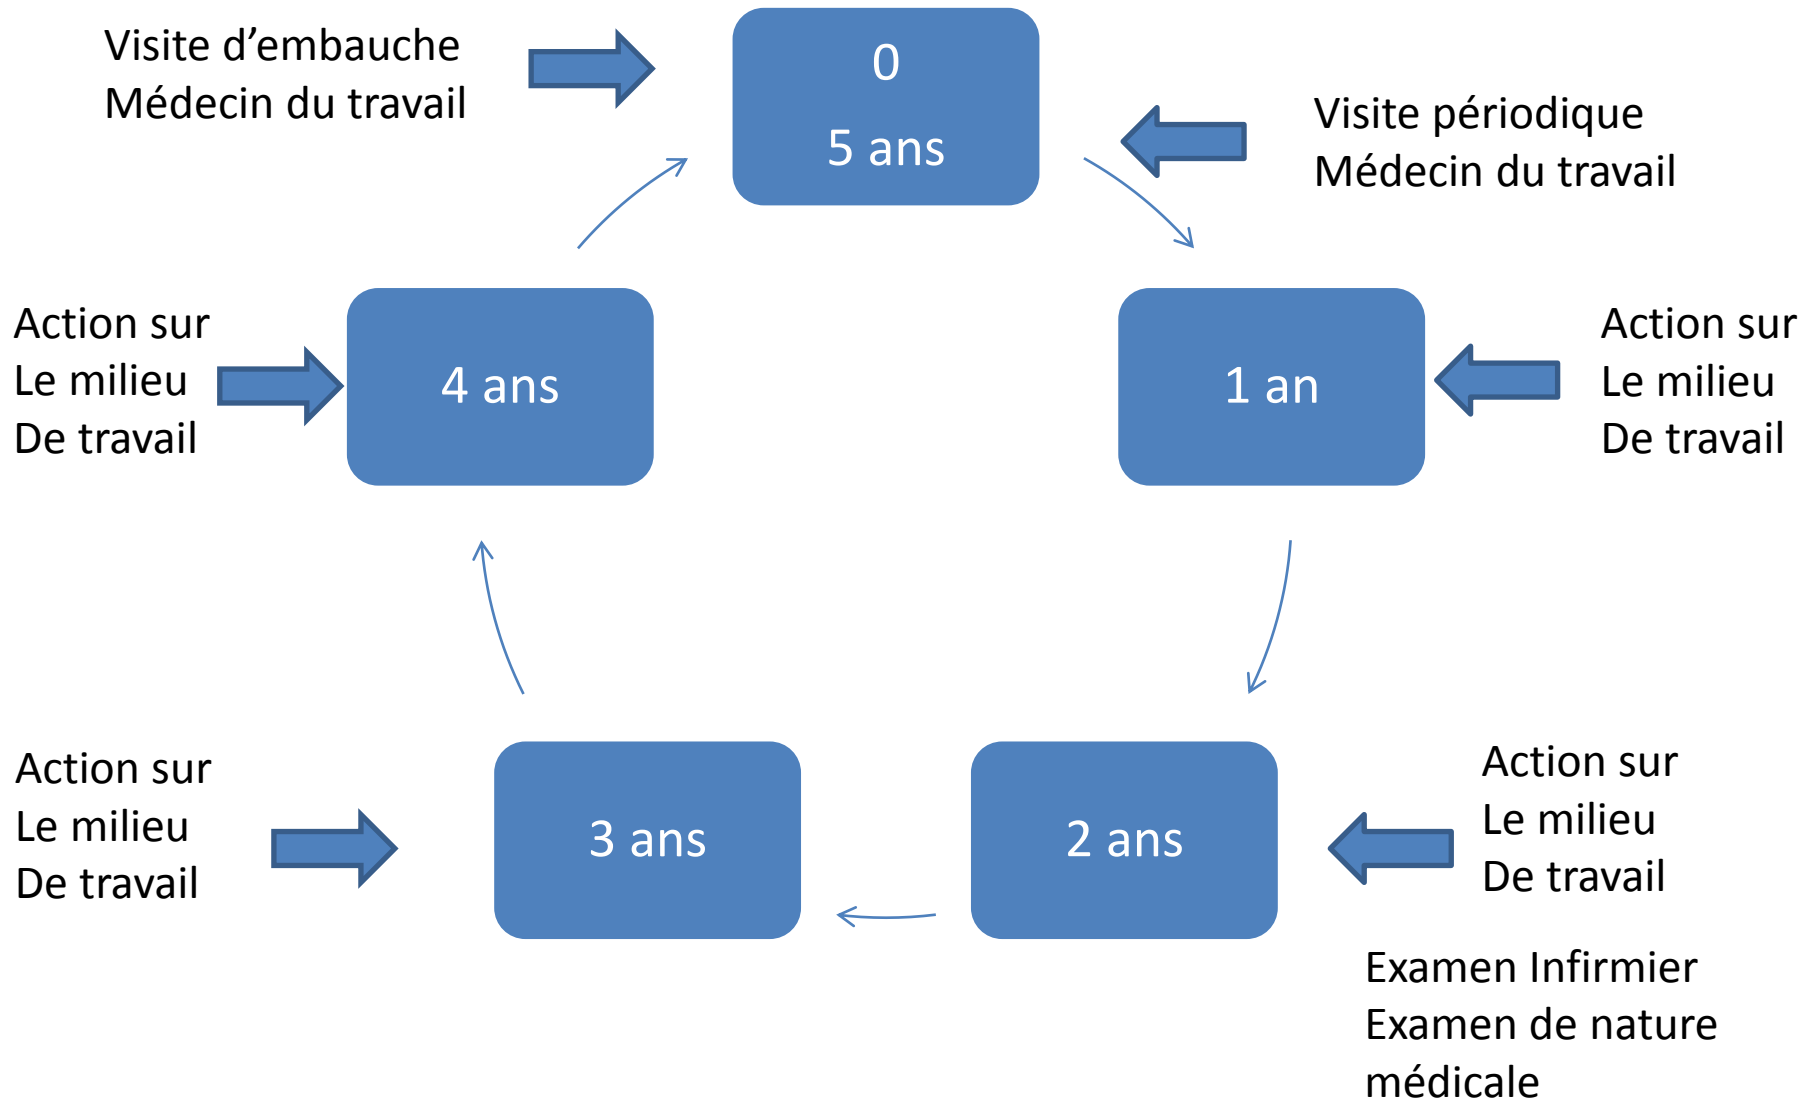 Visite d’embauche
Médecin du travail
0
5 ans
Visite périodique
Médecin du travail
Action sur
Le milieu
De travail
4 ans
1 an
Action sur
Le milieu
De travail
Action sur
Le milieu
De travail
3 ans
2 ans
Action sur
Le milieu
De travail
Examen Infirmier
Examen de nature
médicale